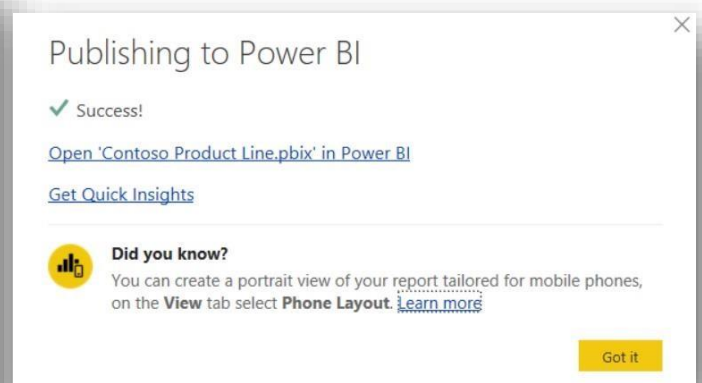 Publishing to Power BI
Success!
Open 'Contoso Product Line.pbix' in Power BI
Get Quick Insights
Did you know?
You can create a portrait view of your report tailored for mobile phones,
on the View tab select Phone Layout. Learn more
Got it